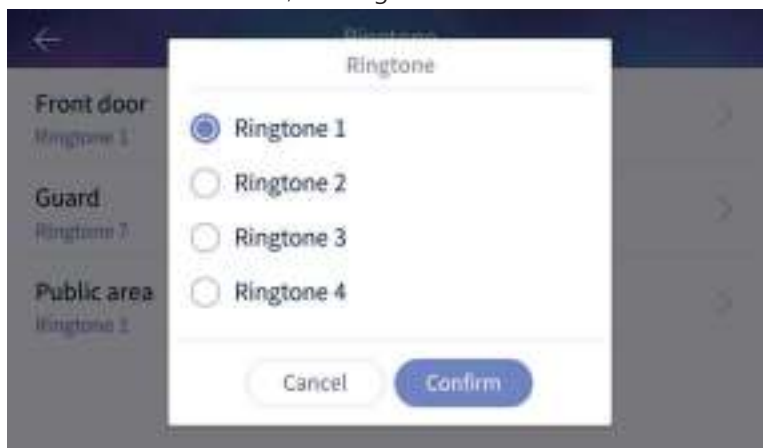 Ringtone
Ringtone
Front door
Ringtone 1
Guard
Ringtone 7
Public area
Ringtone 1
Ringtone 1
Ringtone 2
Ringtone 3
Ringtone 4
Cancel
Confirm